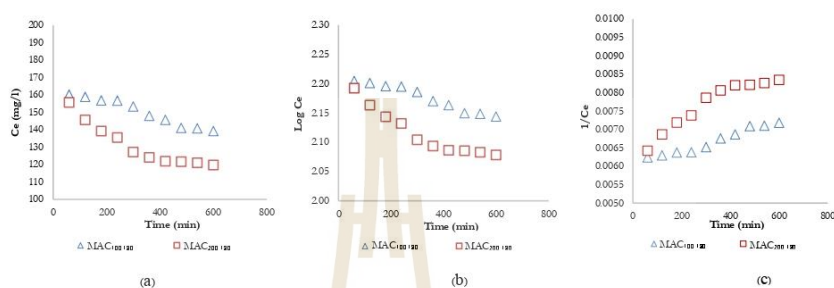 Ce (mg/l)
200
190
180
170
160
150
140
130
120
110
100
0
200
400
600
800
Time (min)
MAC100 180
MAC200 180
(a)
Log Ce
2.30
2.25
2.20
2.15
2.10
2.05
2.00
0
200
400
600
800
Time (min)
MAC100 180
MAC200 180
(b)
1/Ce
0.0100
0.0095
0.0090
0.0085
0.0080
0.0075
0.0070
0.0065
0.0060
0.0055
0.0050
0
200
400
600
800
Time (min)
MAC100 180
MAC200 180
(c)